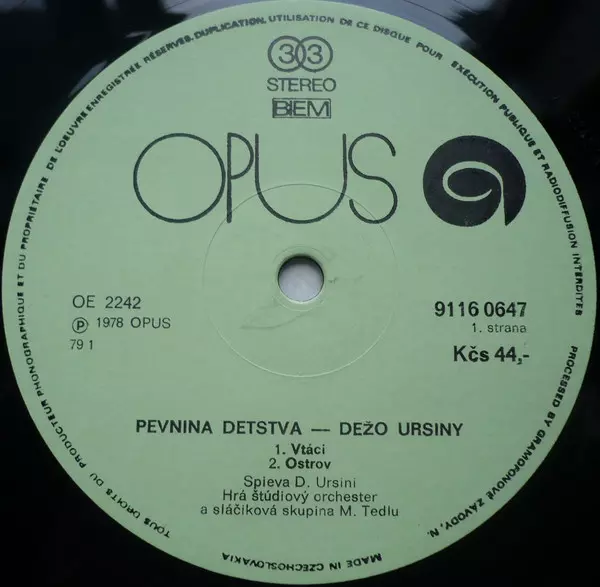 TOUS DROITS DU PRODUCTEUR PHONOGRAPHIQUE ET DU PROPRIÉTAIRE DE L'OEUVRE ENREGISTRÉE RÉSERVÉS. DUPLICATION, UTILISATION DE CE DISQUE POUR EXÉCUTION PUBLIQUE ET RADIODIFFUSION INTERDITES
PROCESSED BY GRAMOFONOVÉ ZÁVODY, N.
MADE IN CZECHOSLOVAKIA
33
STEREO
BIEM
OPUS
OE 2242
Ⓟ 1978 OPUS
79 1
9116 0647
1. strana
Kčs 44,-
PEVNINA DETSTVA — DEŽO URSINY
1. Vtáci
2. Ostrov
Spieva D. Ursini
Hrá štúdiový orchester
a sláčiková skupina M. Tedlu